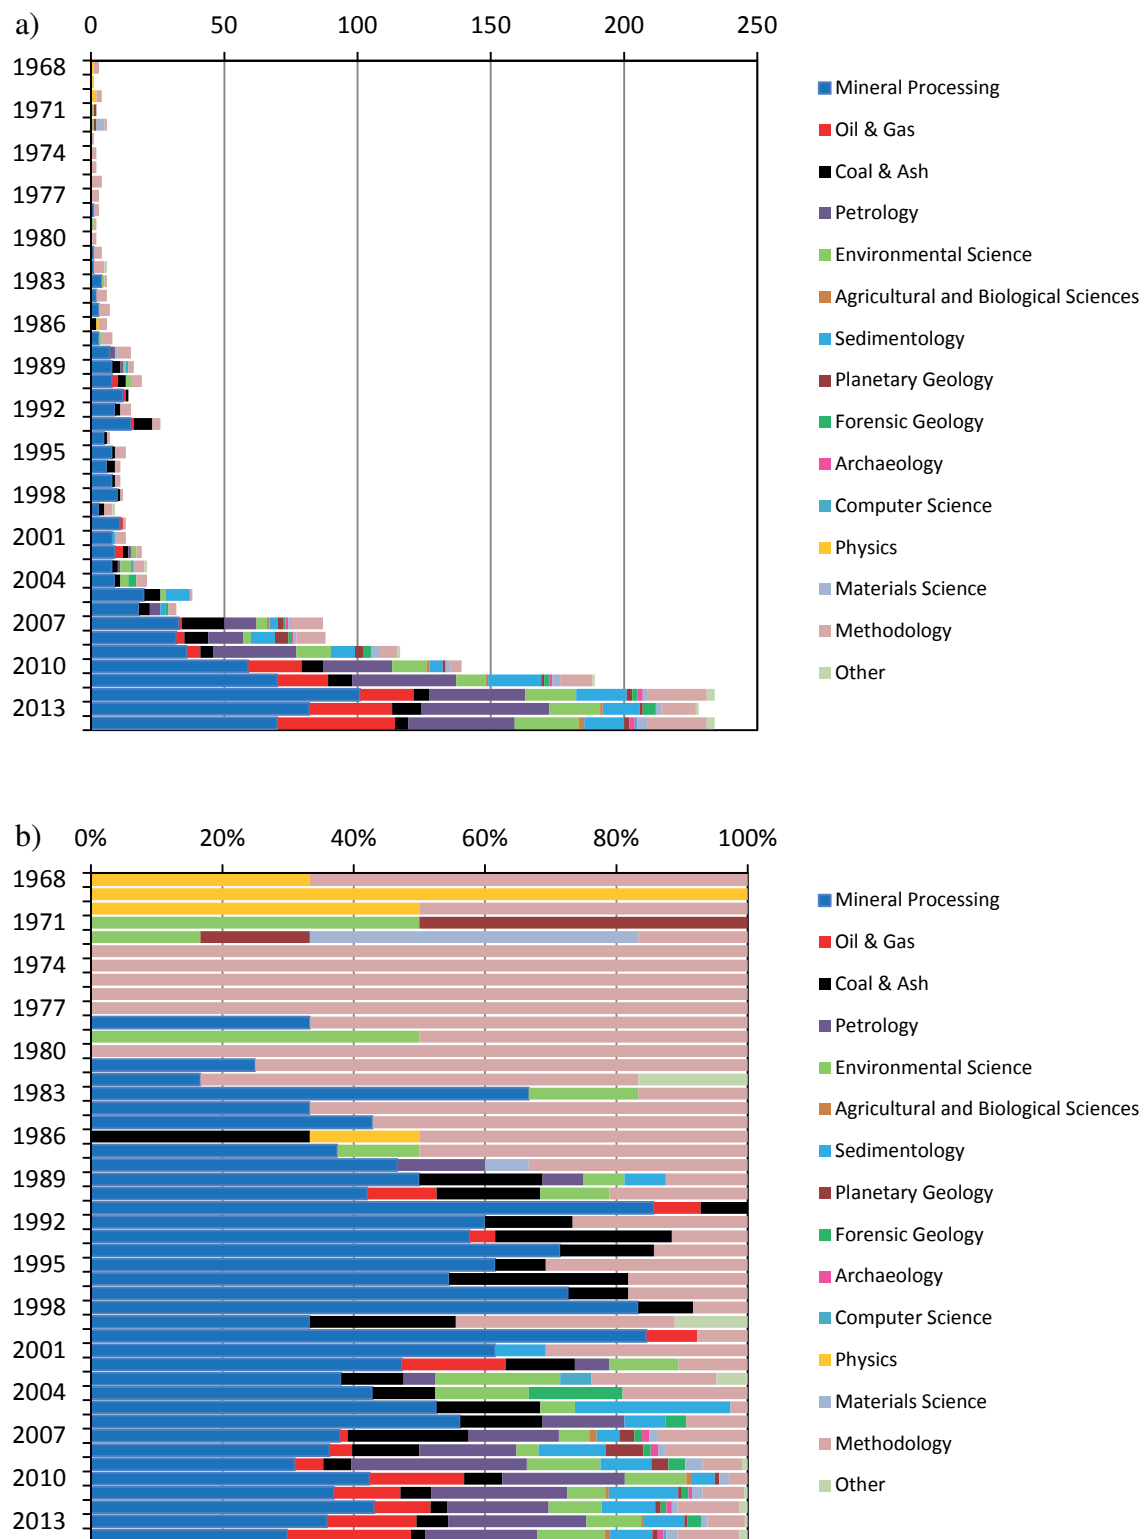 a)
0 50 100 150 200 250
1968
1971
1974
1977
1980
1983
1986
1989
1992
1995
1998
2001
2004
2007
2010
2013
Mineral Processing
Oil & Gas
Coal & Ash
Petrology
Environmental Science
Agricultural and Biological Sciences
Sedimentology
Planetary Geology
Forensic Geology
Archaeology
Computer Science
Physics
Materials Science
Methodology
Other
b)
0% 20% 40% 60% 80% 100%
1968
1971
1974
1977
1980
1983
1986
1989
1992
1995
1998
2001
2004
2007
2010
2013
Mineral Processing
Oil & Gas
Coal & Ash
Petrology
Environmental Science
Agricultural and Biological Sciences
Sedimentology
Planetary Geology
Forensic Geology
Archaeology
Computer Science
Physics
Materials Science
Methodology
Other